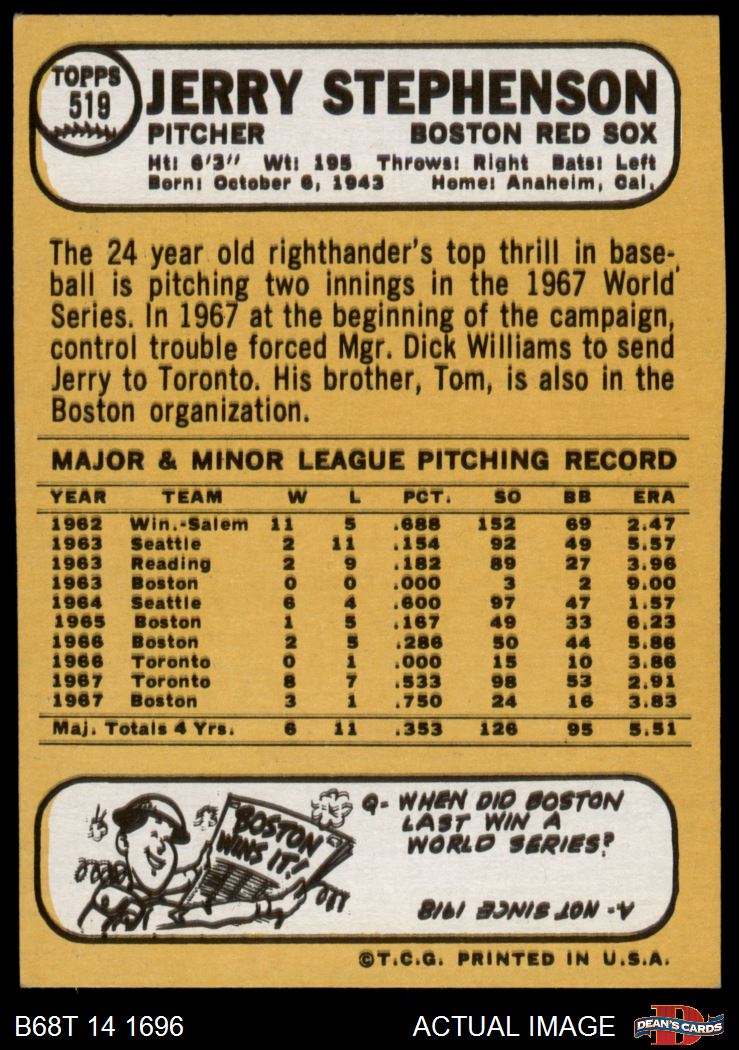 TOPPS
519
JERRY STEPHENSON
PITCHER BOSTON RED SOX
Ht: 6'3" Wt: 195 Throws: Right Bats: Left
Born: October 6, 1943 Home: Anaheim, Cal.
The 24 year old righthander's top thrill in base-
ball is pitching two innings in the 1967 World
Series. In 1967 at the beginning of the campaign,
control trouble forced Mgr. Dick Williams to send
Jerry to Toronto. His brother, Tom, is also in the
Boston organization.
MAJOR & MINOR LEAGUE PITCHING RECORD
YEAR TEAM W L PCT. SO BB ERA
1962 Win.-Salem 11 5 .688 152 69 2.47
1963 Seattle 2 11 .154 92 49 5.57
1963 Reading 2 9 .182 89 27 3.96
1963 Boston 0 0 .000 3 2 9.00
1964 Seattle 6 4 .600 97 47 1.57
1965 Boston 1 5 .167 49 33 6.23
1966 Boston 2 5 .286 50 44 5.86
1966 Toronto 0 1 .000 15 10 3.86
1967 Toronto 8 7 .533 98 53 2.91
1967 Boston 3 1 .750 24 16 3.83
Maj. Totals 4 Yrs. 6 11 .353 126 95 5.51
BOSTON
WINS IT!
Q- WHEN DID BOSTON
LAST WIN A
WORLD SERIES?
A- NOT SINCE 1918
©T.C.G. PRINTED IN U.S.A.
B68T 14 1696 ACTUAL IMAGE
D
DEAN'S CARDS